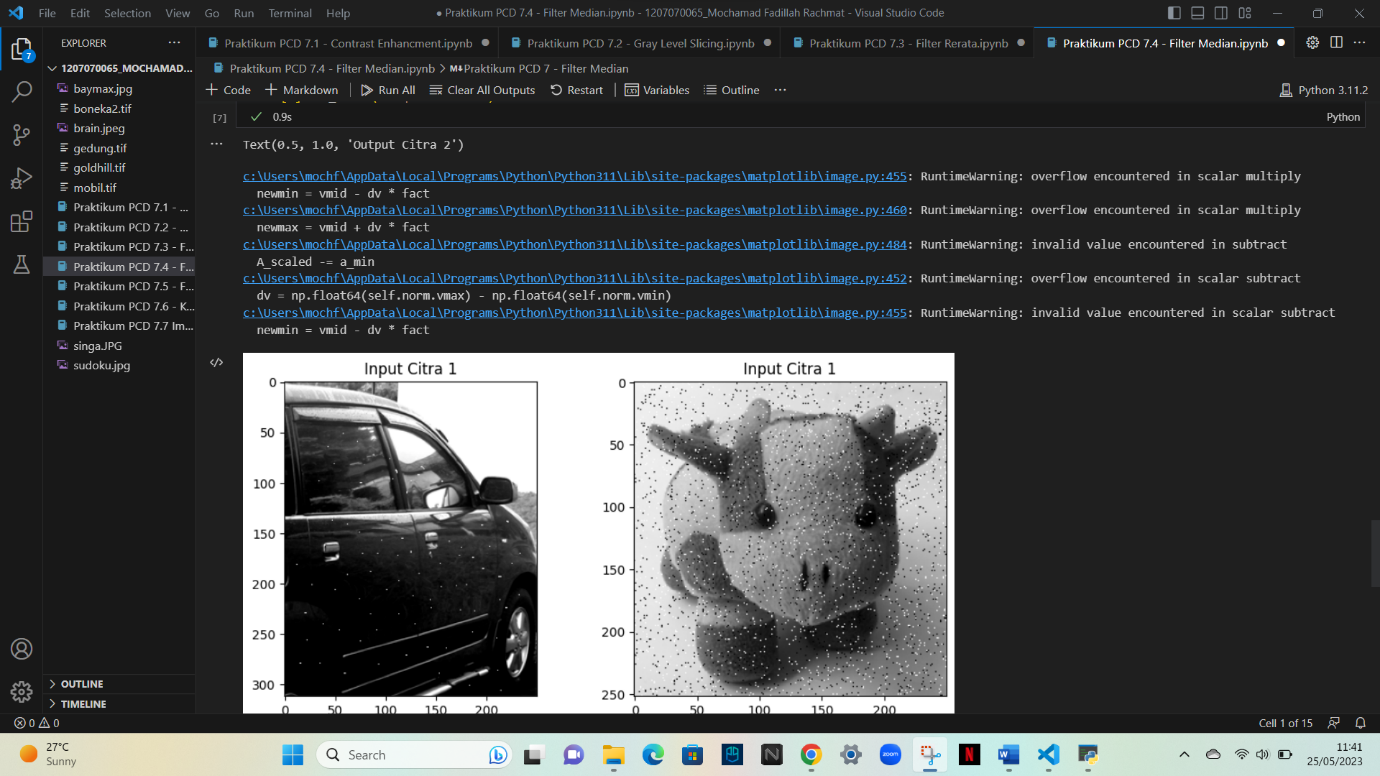 File Edit Selection View Go Run Terminal Help
● Praktikum PCD 7.4 - Filter Median.ipynb - 1207070065_Mochamad Fadillah Rachmat - Visual Studio Code
EXPLORER
Praktikum PCD 7.1 - Contrast Enhancment.ipynb ●
Praktikum PCD 7.2 - Gray Level Slicing.ipynb ●
Praktikum PCD 7.3 - Filter Rerata.ipynb ●
Praktikum PCD 7.4 - Filter Median.ipynb ●
1207070065_MOCHAMAD...
baymax.jpg
boneka2.tif
brain.jpeg
gedung.tif
goldhill.tif
mobil.tif
Praktikum PCD 7.1 - ...
Praktikum PCD 7.2 - ...
Praktikum PCD 7.3 - F...
Praktikum PCD 7.4 - F...
Praktikum PCD 7.5 - F...
Praktikum PCD 7.6 - K...
Praktikum PCD 7.7 Im...
singa.JPG
sudoku.jpg
OUTLINE
TIMELINE
7
Praktikum PCD 7.4 - Filter Median.ipynb > M↓Praktikum PCD 7 - Filter Median
+ Code + Markdown | Run All Clear All Outputs Restart | Variables Outline ...
Python 3.11.2
[7] ✓ 0.9s
Python
Text(0.5, 1.0, 'Output Citra 2')
c:\Users\mochf\AppData\Local\Programs\Python\Python311\Lib\site-packages\matplotlib\image.py:455: RuntimeWarning: overflow encountered in scalar multiply
newmin = vmid - dv * fact
c:\Users\mochf\AppData\Local\Programs\Python\Python311\Lib\site-packages\matplotlib\image.py:460: RuntimeWarning: overflow encountered in scalar multiply
newmax = vmid + dv * fact
c:\Users\mochf\AppData\Local\Programs\Python\Python311\Lib\site-packages\matplotlib\image.py:484: RuntimeWarning: invalid value encountered in subtract
A_scaled -= a_min
c:\Users\mochf\AppData\Local\Programs\Python\Python311\Lib\site-packages\matplotlib\image.py:452: RuntimeWarning: overflow encountered in scalar subtract
dv = np.float64(self.norm.vmax) - np.float64(self.norm.vmin)
c:\Users\mochf\AppData\Local\Programs\Python\Python311\Lib\site-packages\matplotlib\image.py:455: RuntimeWarning: invalid value encountered in scalar subtract
newmin = vmid - dv * fact
Input Citra 1
0
50
100
150
200
250
300
0 50 100 150 200
Input Citra 1
0
50
100
150
200
250
0 50 100 150 200
0 0
Cell 1 of 15
27°C
Sunny
Search
zoom
11:41
25/05/2023